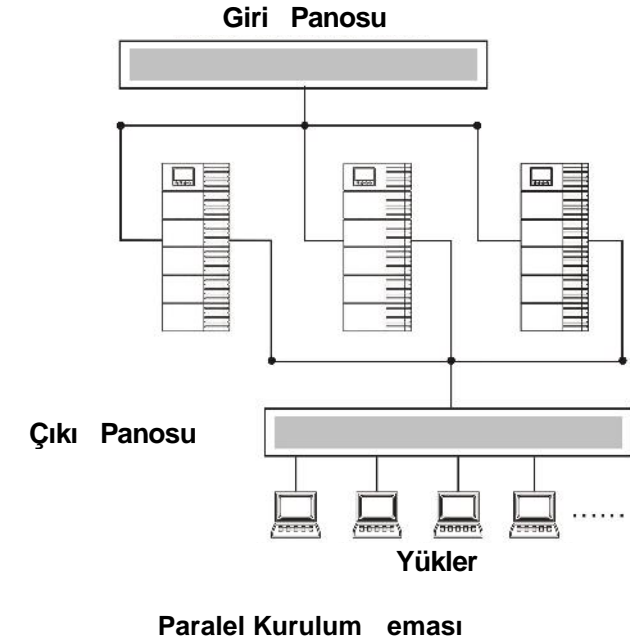 Giri Panosu
Çıkı Panosu
......
Yükler
Paralel Kurulum eması